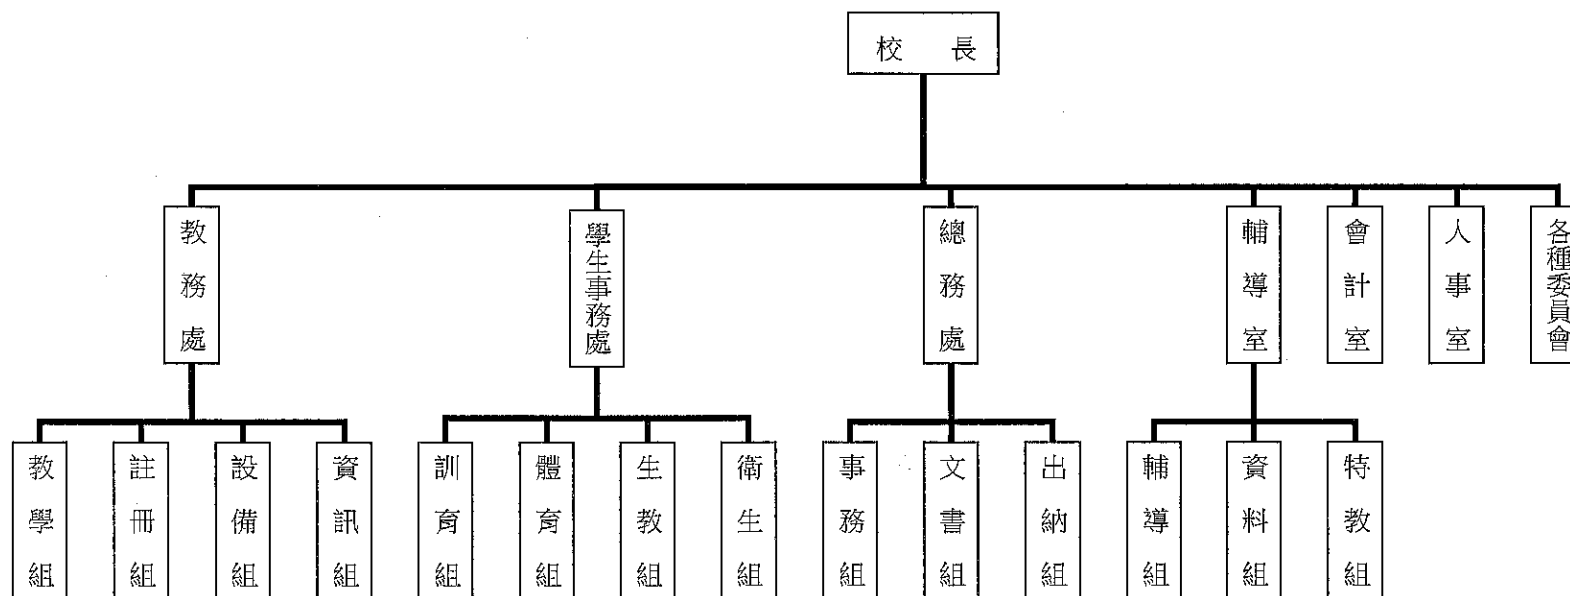 校長
教務處
學生事務處
總務處
輔導室
會計室
人事室
各種委員會
教學組
註冊組
設備組
資訊組
訓育組
體育組
生教組
衛生組
事務組
文書組
出納組
輔導組
資料組
特教組